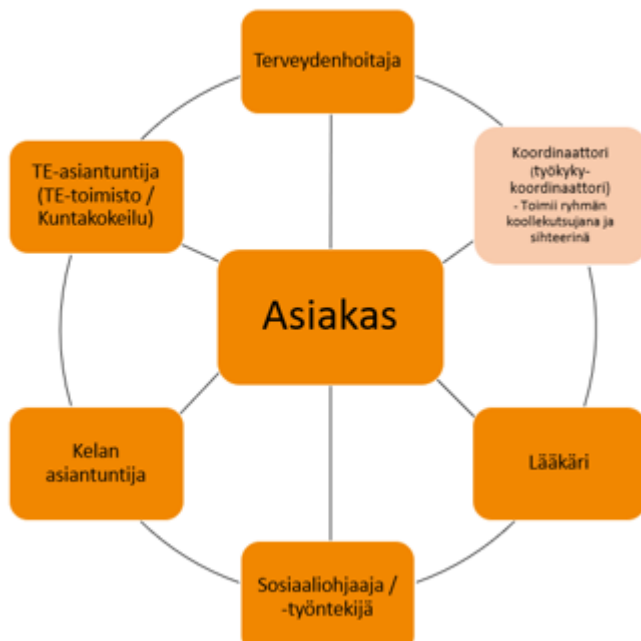 Terveydenhoitaja
TE-asiantuntija
(TE-toimisto /
Kuntakokeilu)
Koordinaattori
(työkyky-
koordinaattori)
- Toimii ryhmän
koollekutsujana ja
sihteerinä
Asiakas
Kelan
asiantuntija
Lääkäri
Sosiaaliohjaaja /
-työntekijä